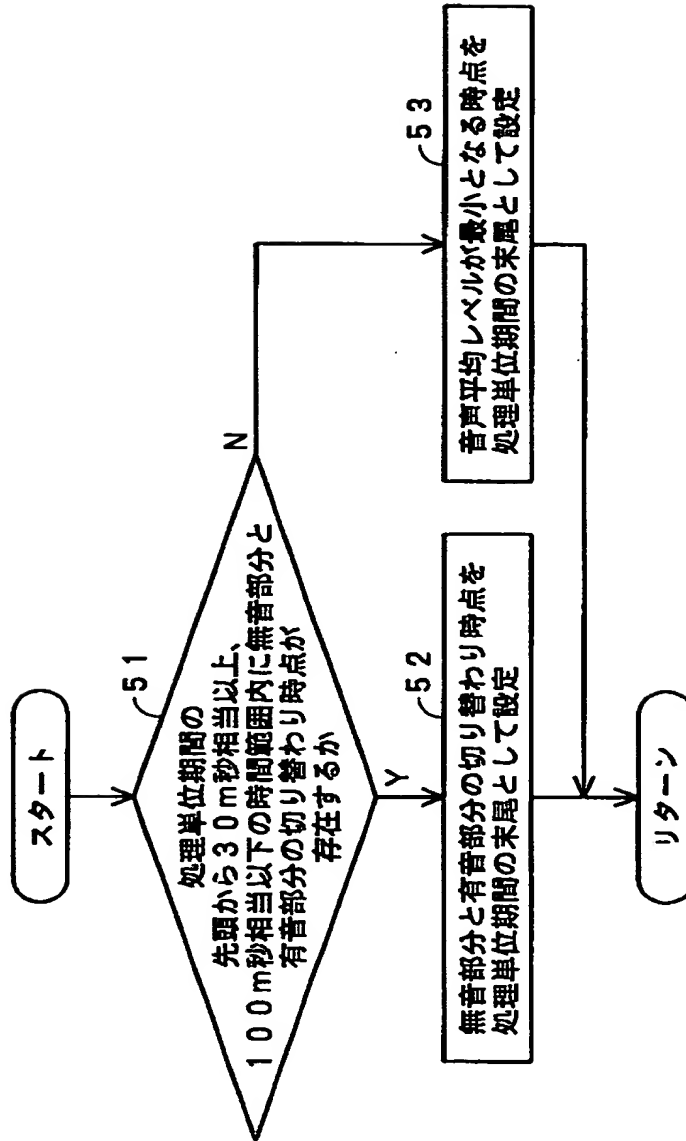 スタート
51
処理単位期間の
先頭から30m秒相当以上、
100m秒相当以下の時間範囲内に無音部分と
有音部分の切り替わり時点が
存在するか
N
Y
52
無音部分と有音部分の切り替わり時点を
処理単位期間の末尾として設定
53
音声平均レベルが最小となる時点を
処理単位期間の末尾として設定
リターン